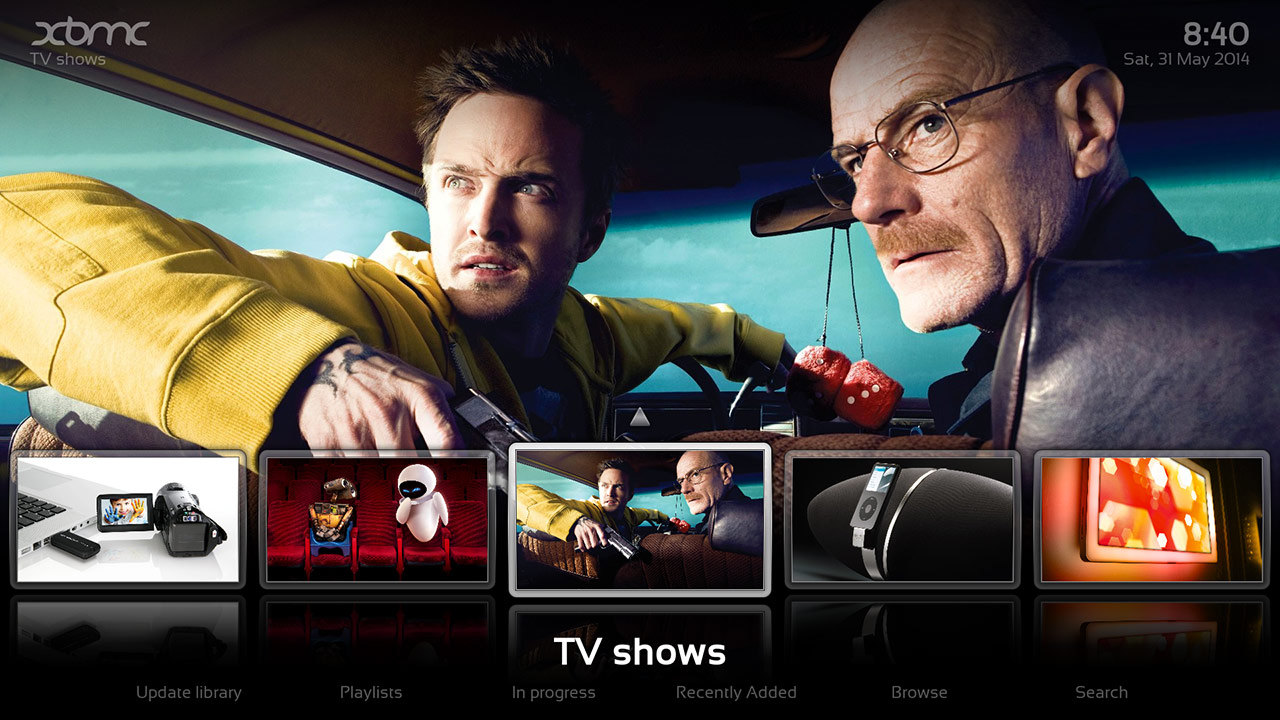 xbmc
TV shows
8:40
Sat, 31 May 2014
TV shows
Update library
Playlists
In progress
Recently Added
Browse
Search